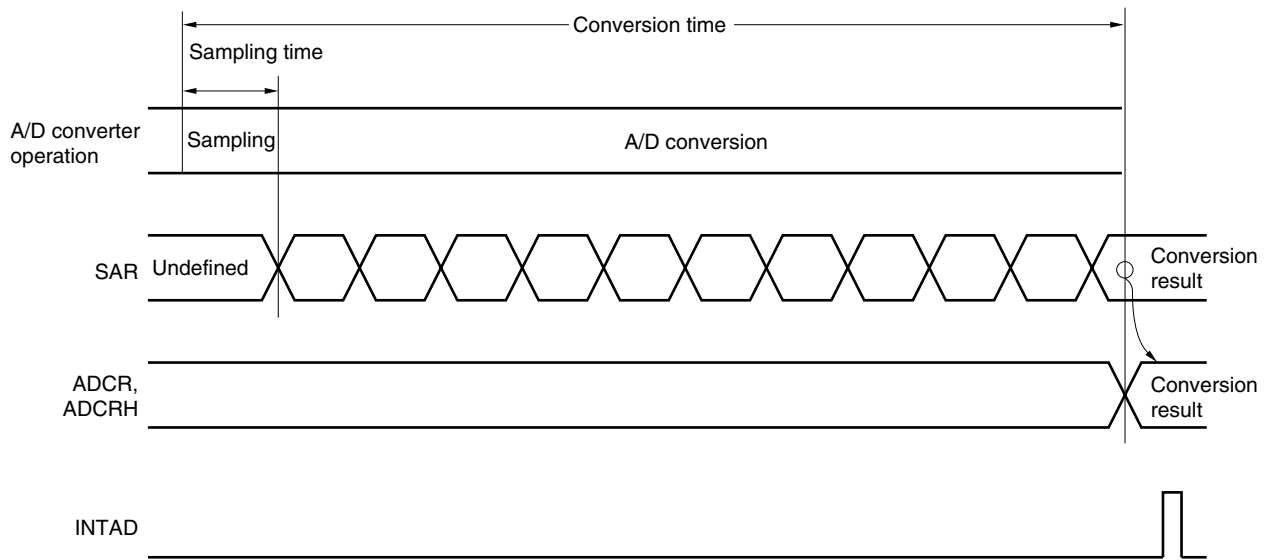 Conversion time
Sampling time
A/D converter
operation
Sampling
A/D conversion
SAR
Undefined
Conversion
result
ADCR,
ADCRH
Conversion
result
INTAD